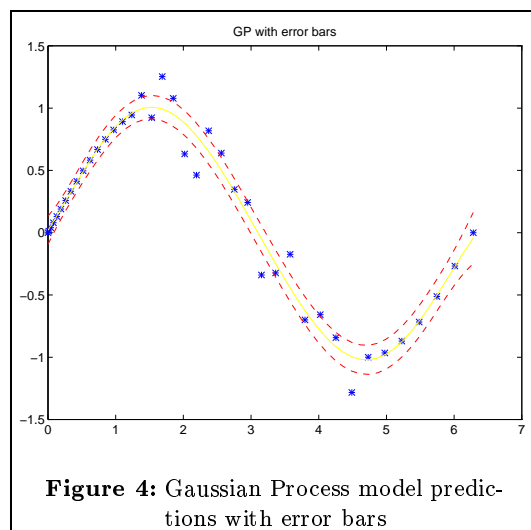 GP with error bars
1.5
1
0.5
0
−0.5
−1
−1.5
0 1 2 3 4 5 6 7
Figure 4: Gaussian Process model predic-
tions with error bars